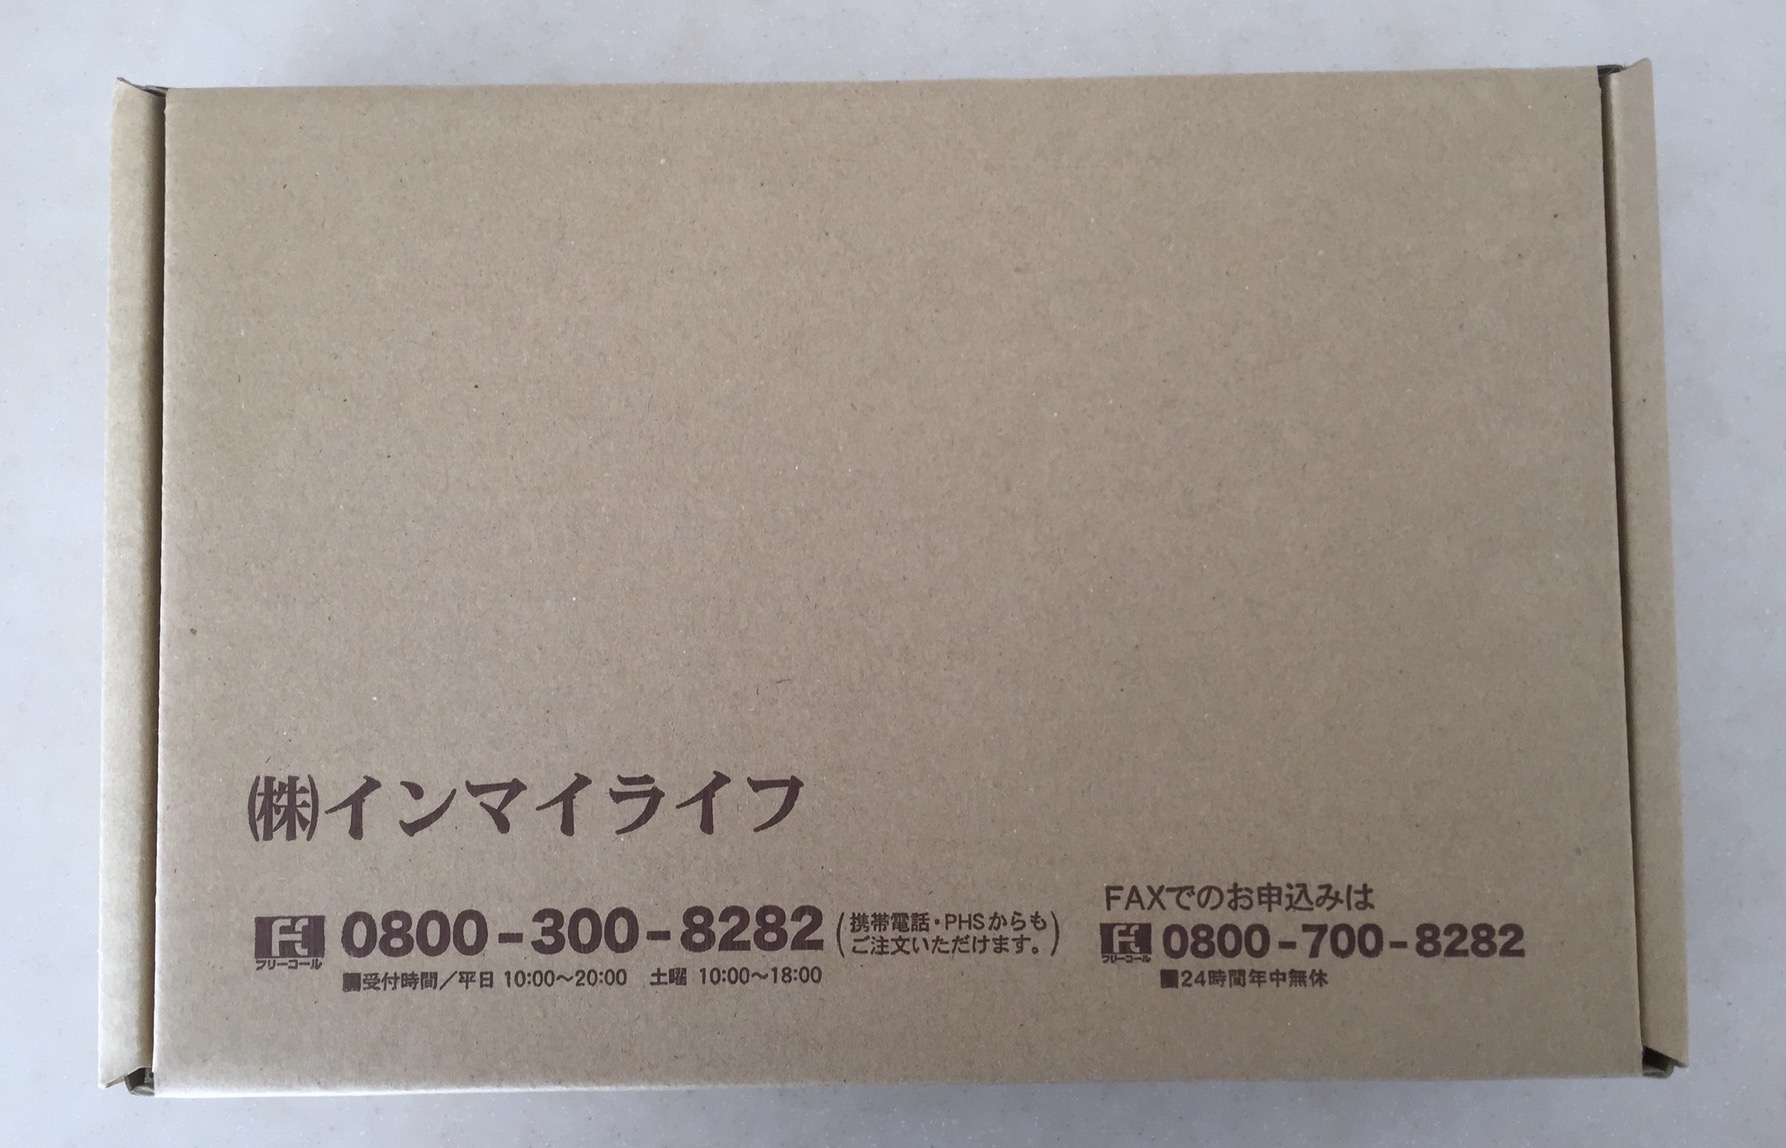 ㈱インマイライフ
フリーコール 0800-300-8282 (携帯電話・PHSからも
ご注文いただけます。)
■受付時間／平日 10:00〜20:00 土曜 10:00〜18:00
FAXでのお申込みは
フリーコール 0800-700-8282
■24時間年中無休